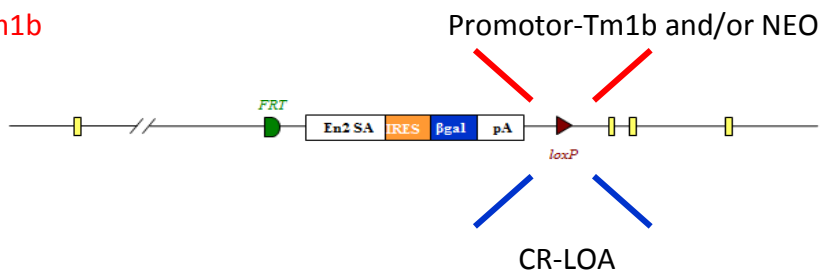 m1b
Promotor-Tm1b and/or NEO
FRT
En2 SA IRES βgal pA
loxP
CR-LOA